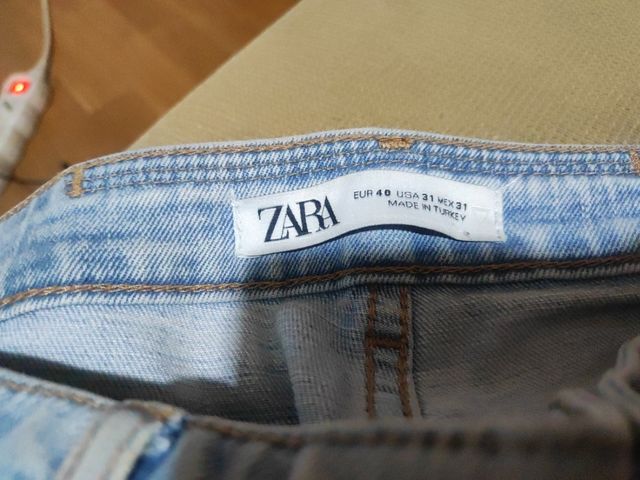 ZARA
EUR 40 USA 31 MEX 31
MADE IN TURKEY